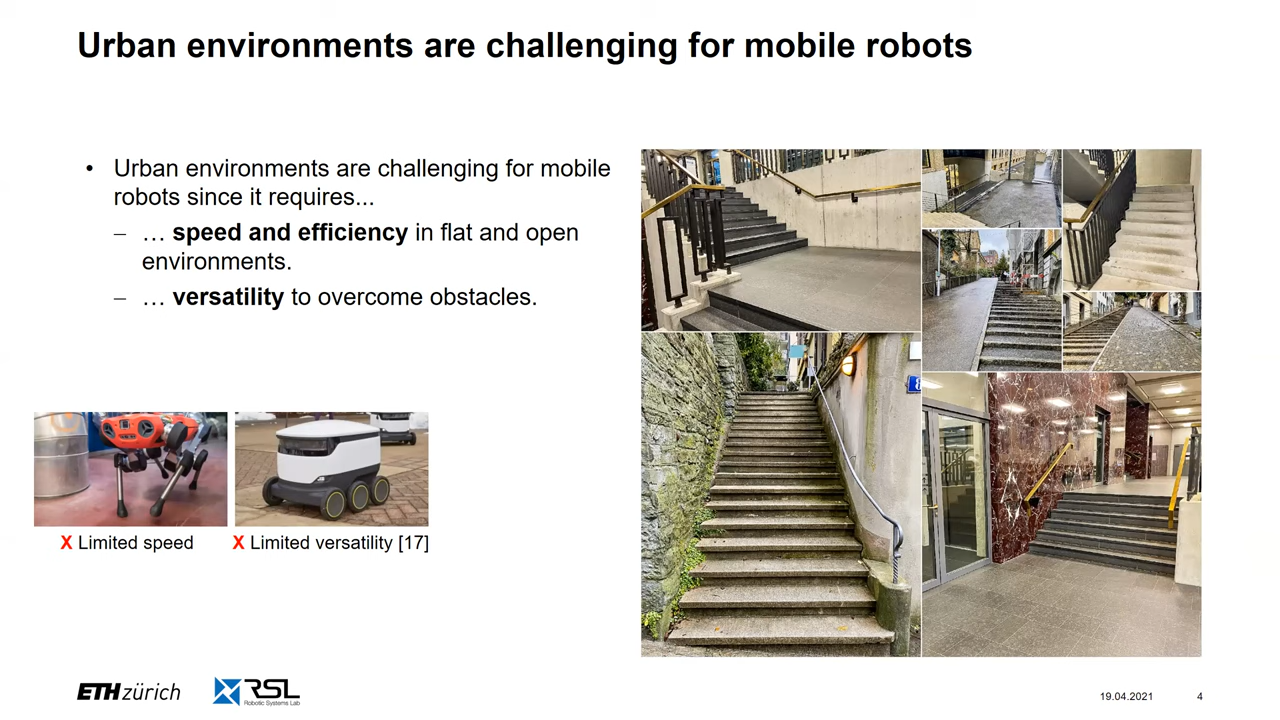 Urban environments are challenging for mobile robots
• Urban environments are challenging for mobile
robots since it requires...
– … speed and efficiency in flat and open
environments.
– … versatility to overcome obstacles.
X Limited speed
X Limited versatility [17]
ETH zürich
RSL
Robotic Systems Lab
19.04.2021
4